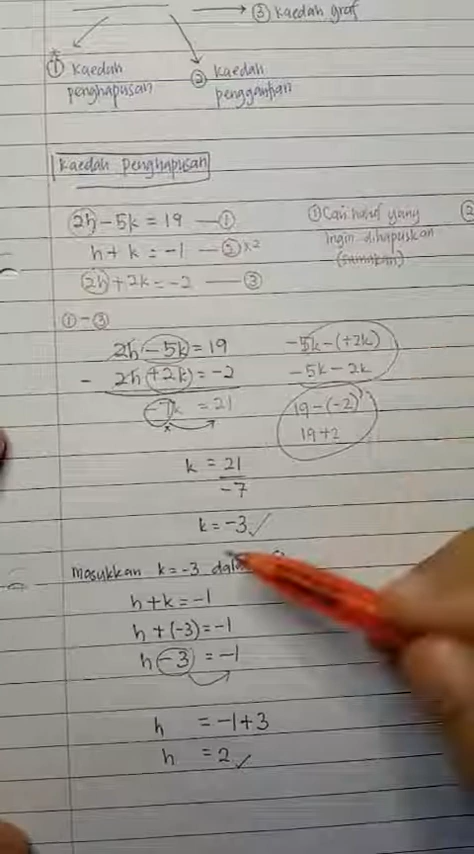 ③ Kaedah graf
① Kaedah
penghapusan
② Kaedah
penggantian
Kaedah Penghapusan
2h - 5k = 19 — ①
h + k = -1 — ② ×2
2h + 2k = -2 — ③
① Cari huruf yang
ingin dihapuskan
(samakan)
① - ③
2h - 5k = 19
- 2h + 2k = -2
-7k = 21
-5k - (+2k)
-5k - 2k
19 - (-2)
19 + 2
k = 21
-7
k = -3 ✓
Masukkan k = -3
h + k = -1
h + (-3) = -1
h - 3 = -1
h = -1 + 3
h = 2 ✓